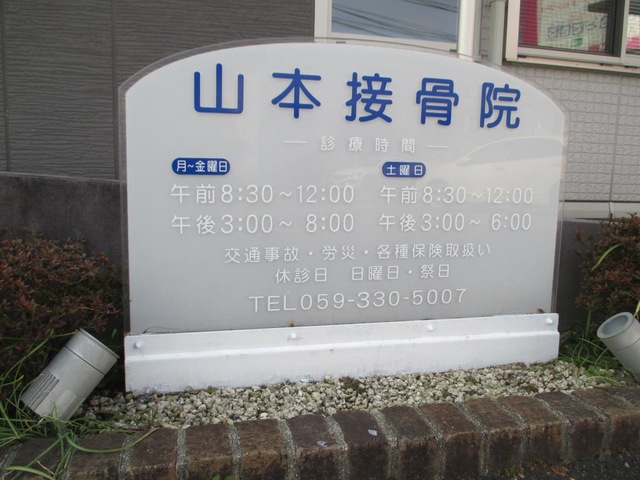 山本接骨院
診療時間
月~金曜日 土曜日
午前8:30~12:00 午前8:30~12:00
午後3:00~8:00 午後3:00~6:00
交通事故・労災・各種保険取扱い
休診日 日曜日・祭日
TEL059-330-5007